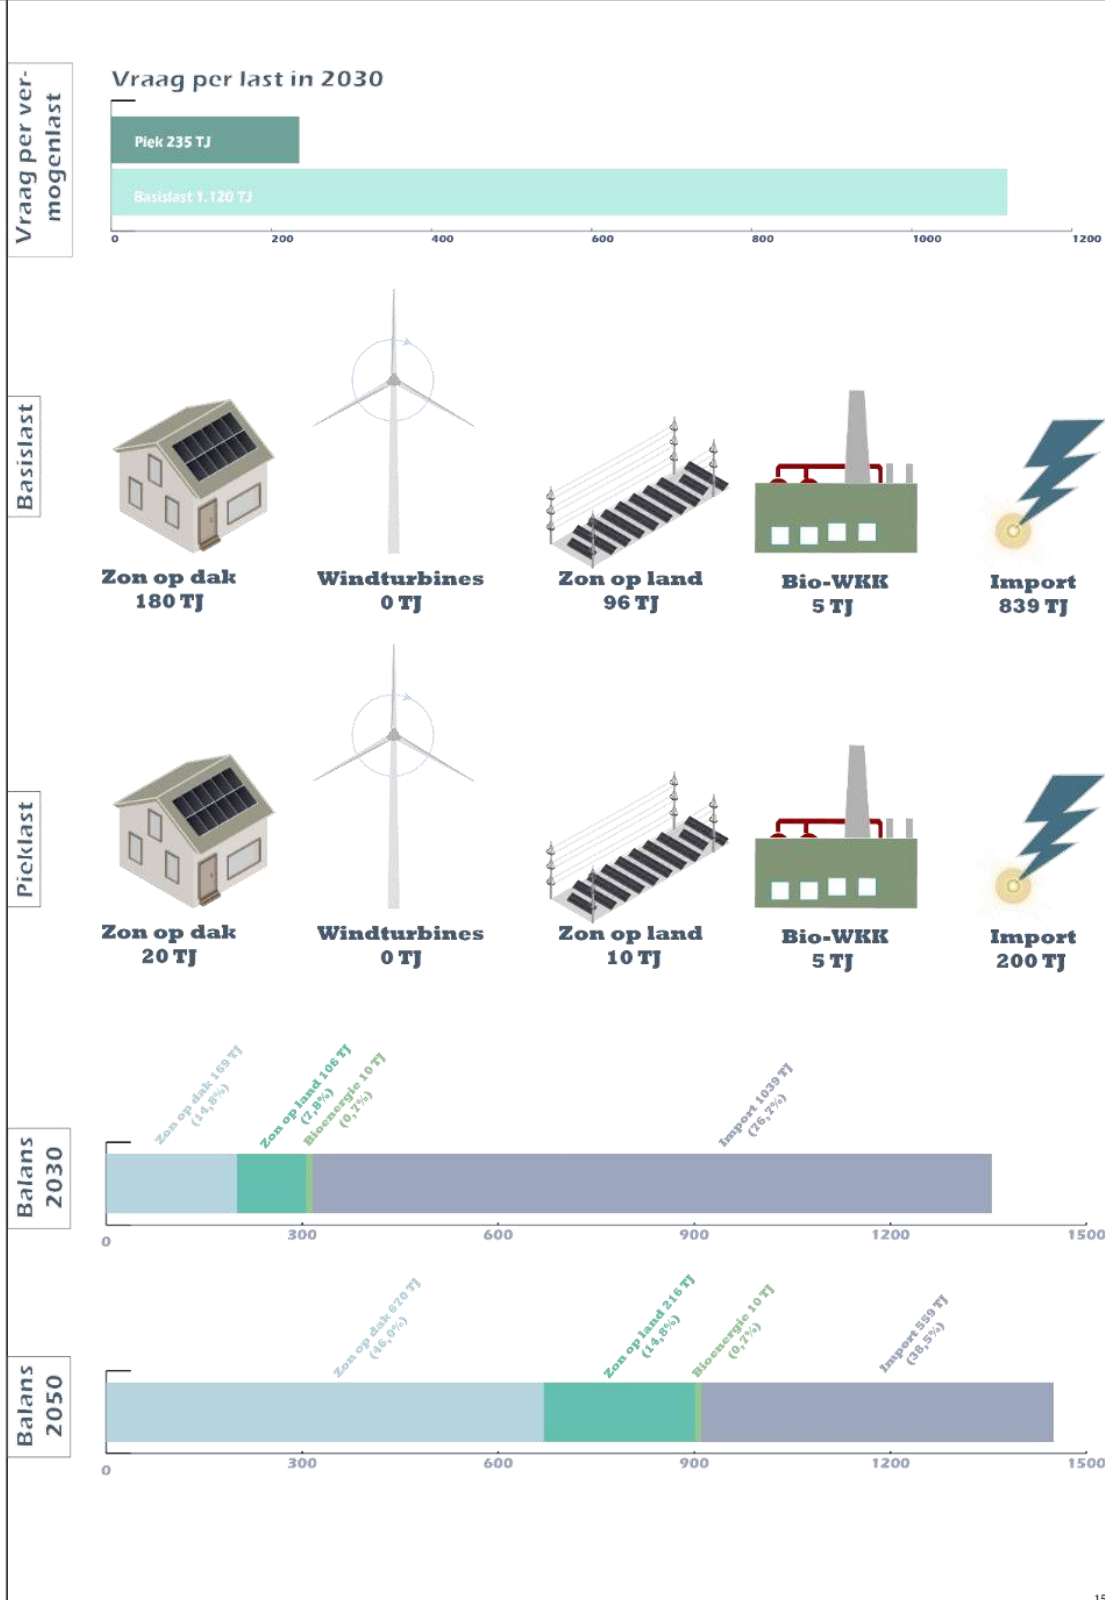 Vraag per ver-
mogenlast
Vraag per last in 2030
Piek 235 TJ
Basislast 1.120 TJ
0 200 400 600 800 1000 1200
Basislast
Zon op dak
180 TJ
Windturbines
0 TJ
Zon op land
96 TJ
Bio-WKK
5 TJ
Import
839 TJ
Pieklast
Zon op dak
20 TJ
Windturbines
0 TJ
Zon op land
10 TJ
Bio-WKK
5 TJ
Import
200 TJ
Balans
2030
Zon op dak 169 TJ
(14,8%)
Zon op land 106 TJ
(7,8%)
Bioenergie 10 TJ
(0,7%)
Import 1039 TJ
(76,7%)
0 300 600 900 1200 1500
Balans
2050
Zon op dak 670 TJ
(46,0%)
Zon op land 216 TJ
(14,8%)
Bioenergie 10 TJ
(0,7%)
Import 559 TJ
(38,5%)
0 300 600 900 1200 1500
15